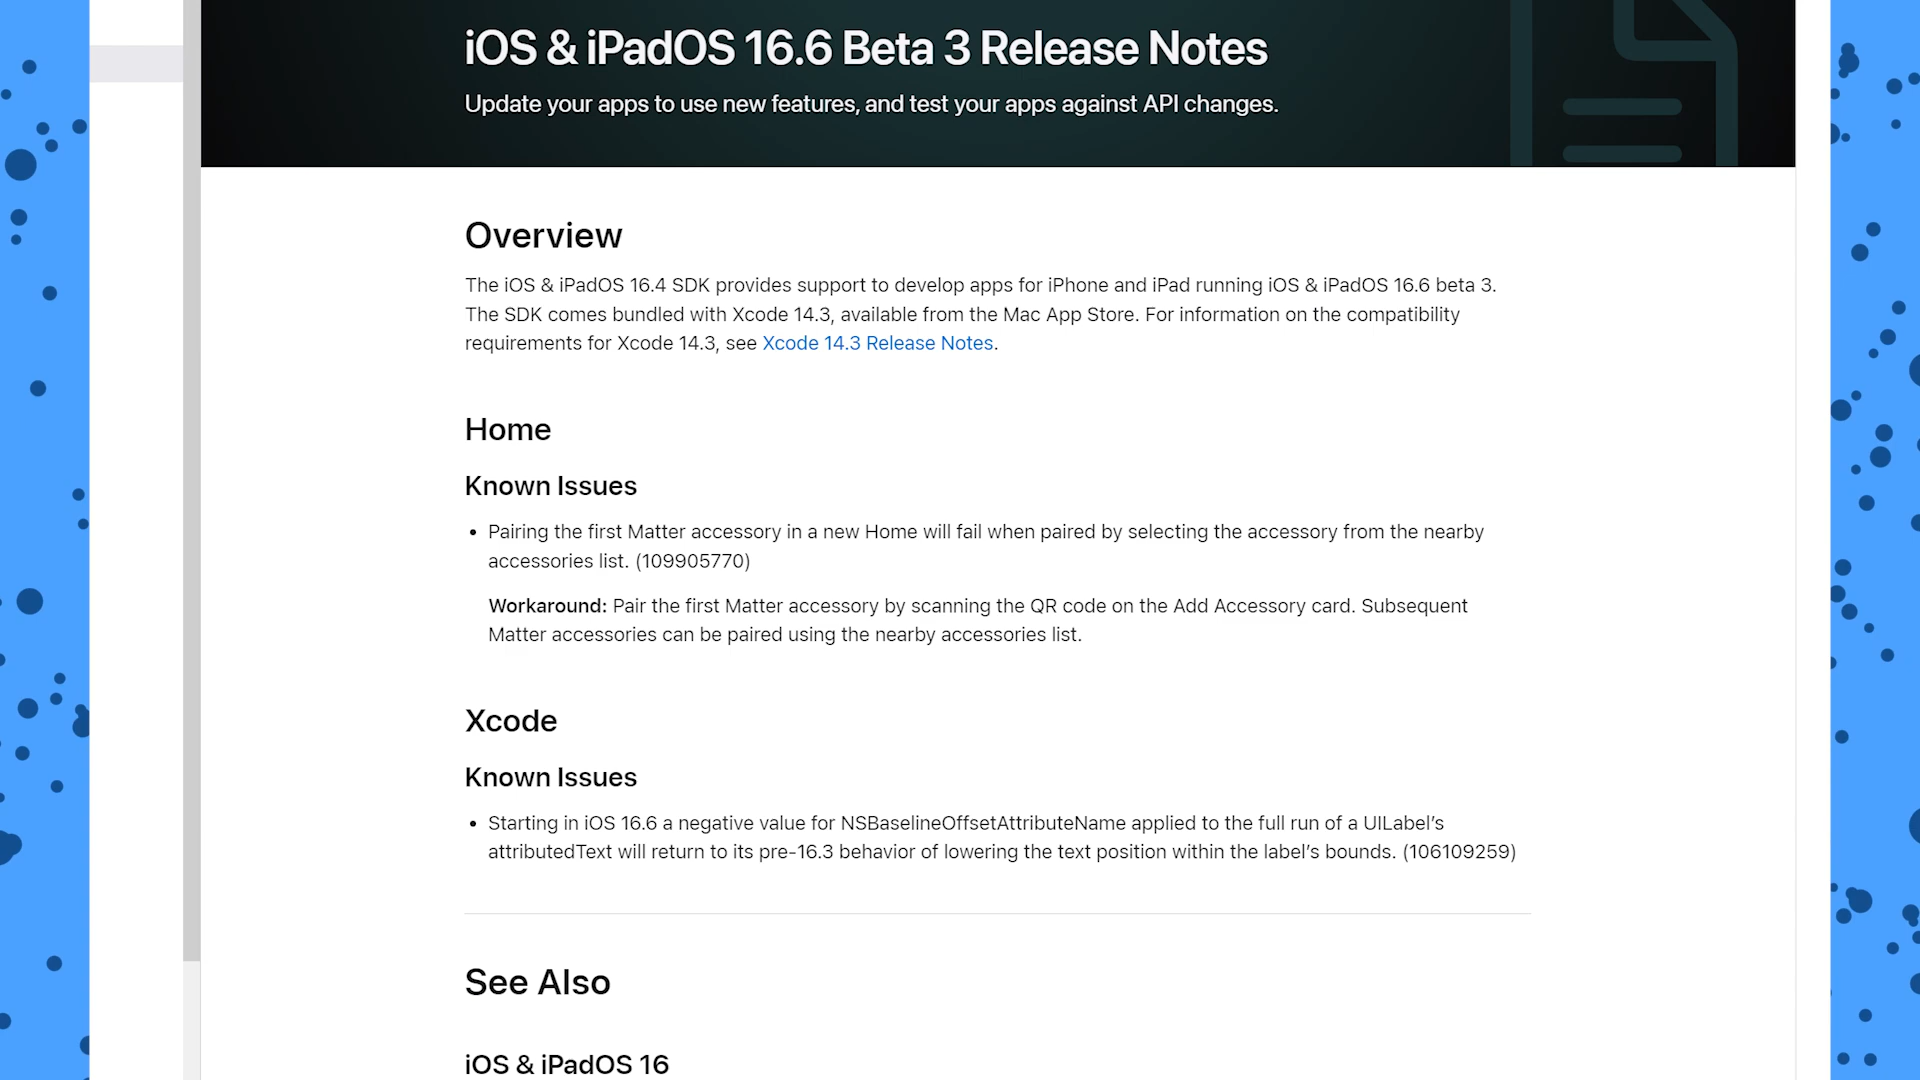 iOS & iPadOS 16.6 Beta 3 Release Notes
Update your apps to use new features, and test your apps against API changes.
Overview
The iOS & iPadOS 16.4 SDK provides support to develop apps for iPhone and iPad running iOS & iPadOS 16.6 beta 3.
The SDK comes bundled with Xcode 14.3, available from the Mac App Store. For information on the compatibility
requirements for Xcode 14.3, see Xcode 14.3 Release Notes.
Home
Known Issues
• Pairing the first Matter accessory in a new Home will fail when paired by selecting the accessory from the nearby
accessories list. (109905770)
Workaround: Pair the first Matter accessory by scanning the QR code on the Add Accessory card. Subsequent
Matter accessories can be paired using the nearby accessories list.
Xcode
Known Issues
• Starting in iOS 16.6 a negative value for NSBaselineOffsetAttributeName applied to the full run of a UILabel’s
attributedText will return to its pre-16.3 behavior of lowering the text position within the label’s bounds. (106109259)
See Also
iOS & iPadOS 16